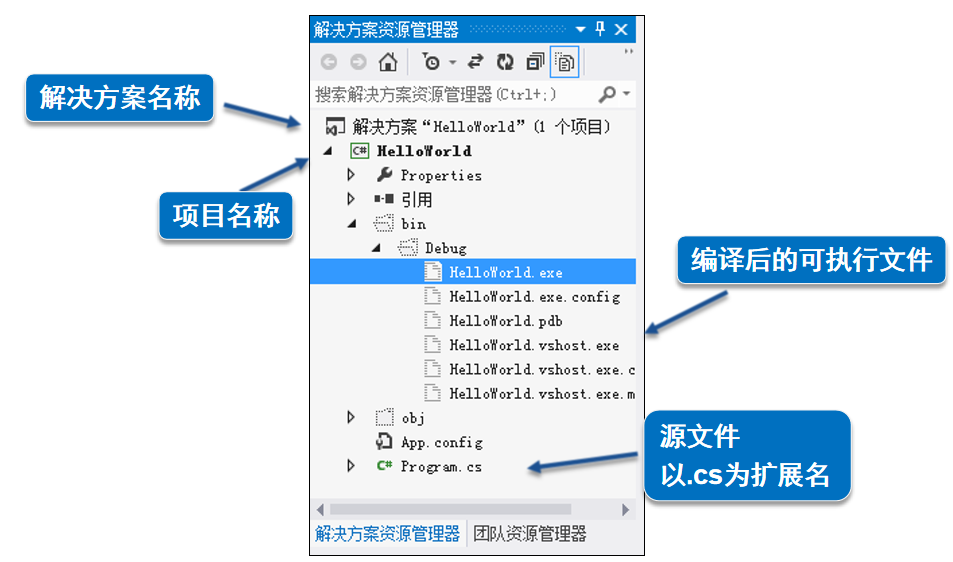 解决方案资源管理器
搜索解决方案资源管理器(Ctrl+;)
解决方案名称
解决方案“HelloWorld”(1 个项目)
C# HelloWorld
项目名称
Properties
引用
bin
Debug
编译后的可执行文件
HelloWorld.exe
HelloWorld.exe.config
HelloWorld.pdb
HelloWorld.vshost.exe
HelloWorld.vshost.exe.c
HelloWorld.vshost.exe.m
obj
App.config
C# Program.cs
源文件
以.cs为扩展名
解决方案资源管理器 团队资源管理器